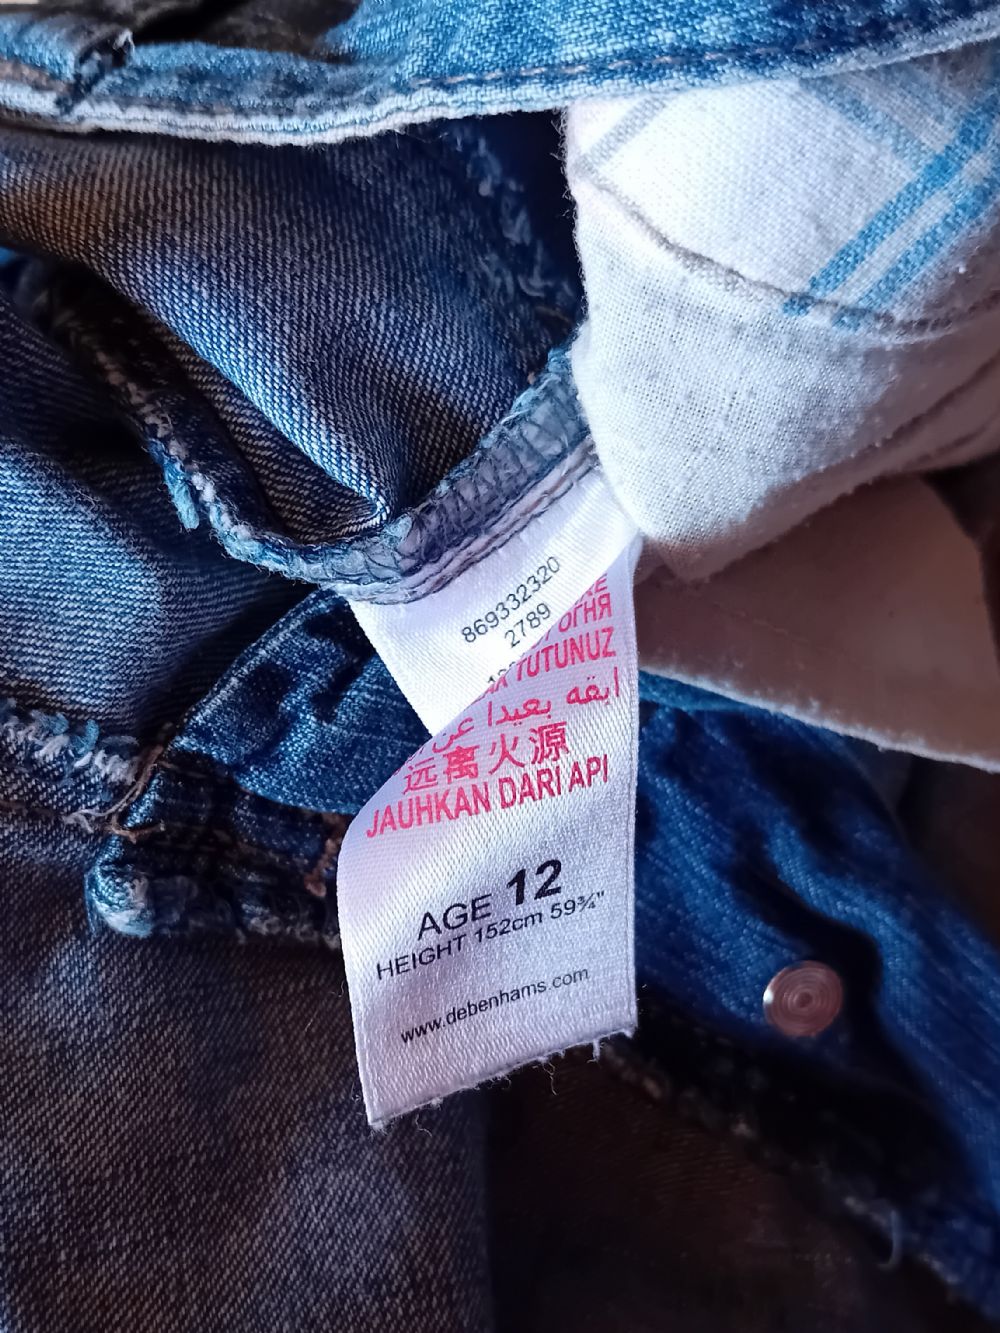 869332320
2789
ОГНЯ
TUTUNUZ
ابقه بعيدا عن
远离火源
JAUHKAN DARI API
AGE 12
HEIGHT 152cm 59¾"
www.debenhams.com